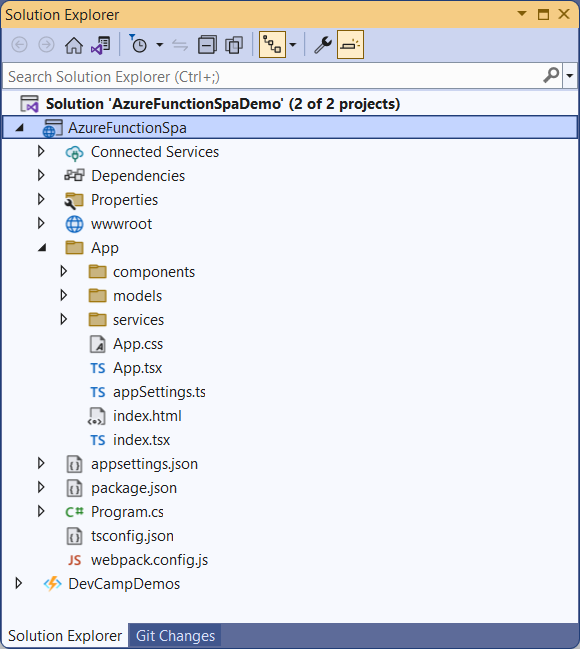 Solution Explorer
Search Solution Explorer (Ctrl+;)
Solution 'AzureFunctionSpaDemo' (2 of 2 projects)
AzureFunctionSpa
Connected Services
Dependencies
Properties
wwwroot
App
components
models
services
App.css
TS App.tsx
TS appSettings.ts
index.html
TS index.tsx
appsettings.json
package.json
C# Program.cs
tsconfig.json
JS webpack.config.js
DevCampDemos
Solution Explorer Git Changes